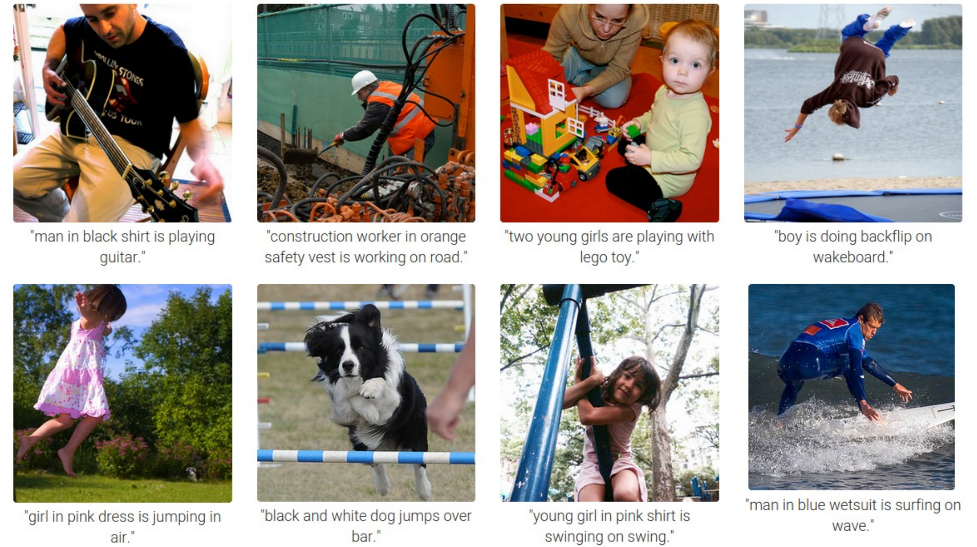 "man in black shirt is playing
guitar."
"construction worker in orange
safety vest is working on road."
"two young girls are playing with
lego toy."
"boy is doing backflip on
wakeboard."
"girl in pink dress is jumping in
air."
"black and white dog jumps over
bar."
"young girl in pink shirt is
swinging on swing."
"man in blue wetsuit is surfing on
wave."